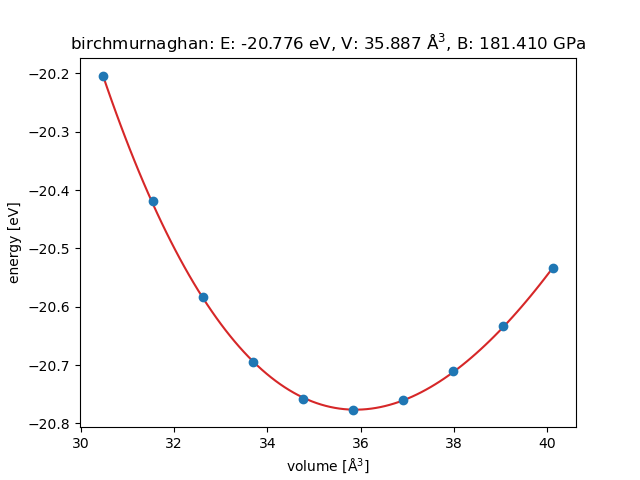 birchmurnaghan: E: -20.776 eV, V: 35.887 Å³, B: 181.410 GPa
−20.2
−20.3
−20.4
−20.5
−20.6
−20.7
−20.8
energy [eV]
30 32 34 36 38 40
volume [Å³]